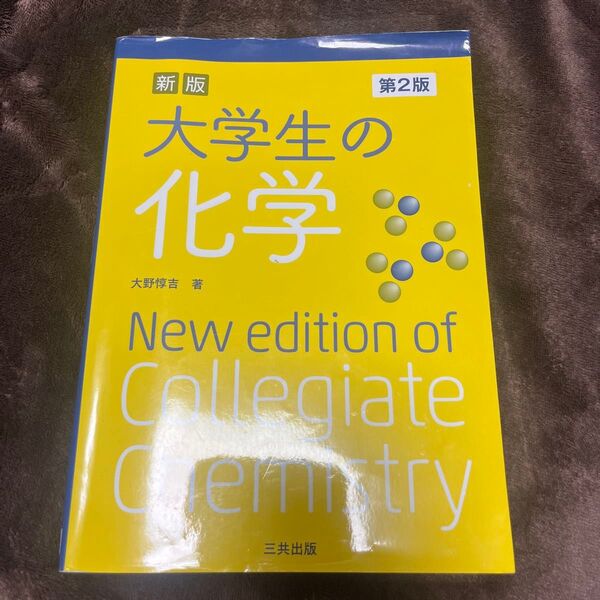 新版
第2版
大学生の
化学
大野惇吉 著
New edition of
Collegiate
Chemistry
三共出版